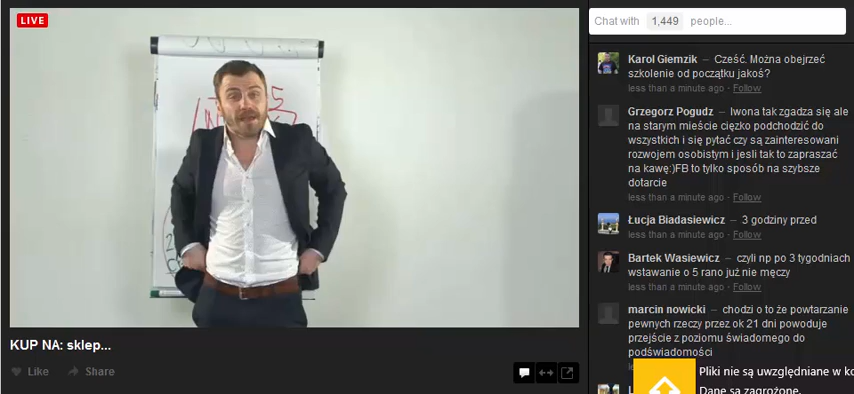 LIVE
Chat with 1,449 people...
Karol Giemzik – Cześć. Można obejrzeć
szkolenie od początku jakoś?
less than a minute ago · Follow
Grzegorz Pogudz – Iwona tak zgadza się ale
na starym mieście cięzko podchodzić do
wszystkich i się pytać czy są zainteresowani
rozwojem osobistym i jesli tak to zapraszać
na kawę:)FB to tylko sposób na szybsze
dotarcie
less than a minute ago · Follow
Łucja Biadasiewicz – 3 godziny przed
less than a minute ago · Follow
Bartek Wasiewicz – czyli np po 3 tygodniach
wstawanie o 5 rano już nie męczy
less than a minute ago · Follow
marcin nowicki – chodzi o to że powtarzanie
pewnych rzeczy przez ok 21 dni powoduje
przejście z poziomu świadomego do
podświadomości
KUP NA: sklep...
Like Share
Pliki nie są uwzględniane w
Dane są zagrożone.